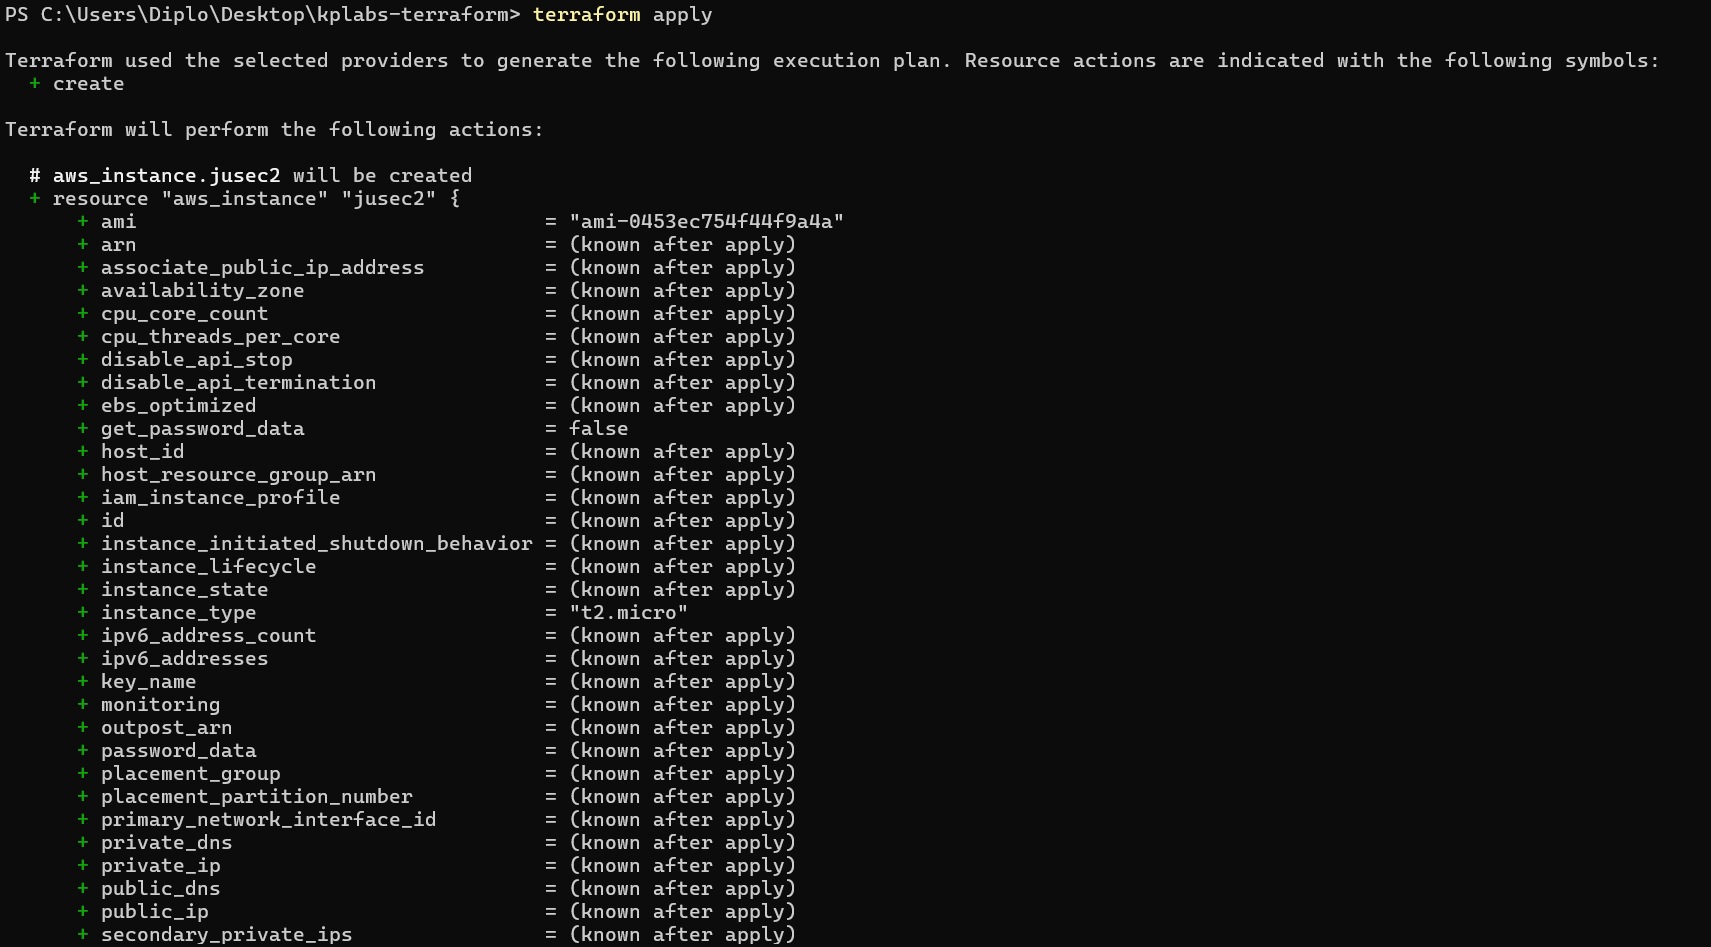 PS C:\Users\Diplo\Desktop\kplabs-terraform> terraform apply
Terraform used the selected providers to generate the following execution plan. Resource actions are indicated with the following symbols:
+ create
Terraform will perform the following actions:
# aws_instance.jusec2 will be created
+ resource "aws_instance" "jusec2" {
+ ami = "ami-0453ec754f44f9a4a"
+ arn = (known after apply)
+ associate_public_ip_address = (known after apply)
+ availability_zone = (known after apply)
+ cpu_core_count = (known after apply)
+ cpu_threads_per_core = (known after apply)
+ disable_api_stop = (known after apply)
+ disable_api_termination = (known after apply)
+ ebs_optimized = (known after apply)
+ get_password_data = false
+ host_id = (known after apply)
+ host_resource_group_arn = (known after apply)
+ iam_instance_profile = (known after apply)
+ id = (known after apply)
+ instance_initiated_shutdown_behavior = (known after apply)
+ instance_lifecycle = (known after apply)
+ instance_state = (known after apply)
+ instance_type = "t2.micro"
+ ipv6_address_count = (known after apply)
+ ipv6_addresses = (known after apply)
+ key_name = (known after apply)
+ monitoring = (known after apply)
+ outpost_arn = (known after apply)
+ password_data = (known after apply)
+ placement_group = (known after apply)
+ placement_partition_number = (known after apply)
+ primary_network_interface_id = (known after apply)
+ private_dns = (known after apply)
+ private_ip = (known after apply)
+ public_dns = (known after apply)
+ public_ip = (known after apply)
+ secondary_private_ips = (known after apply)